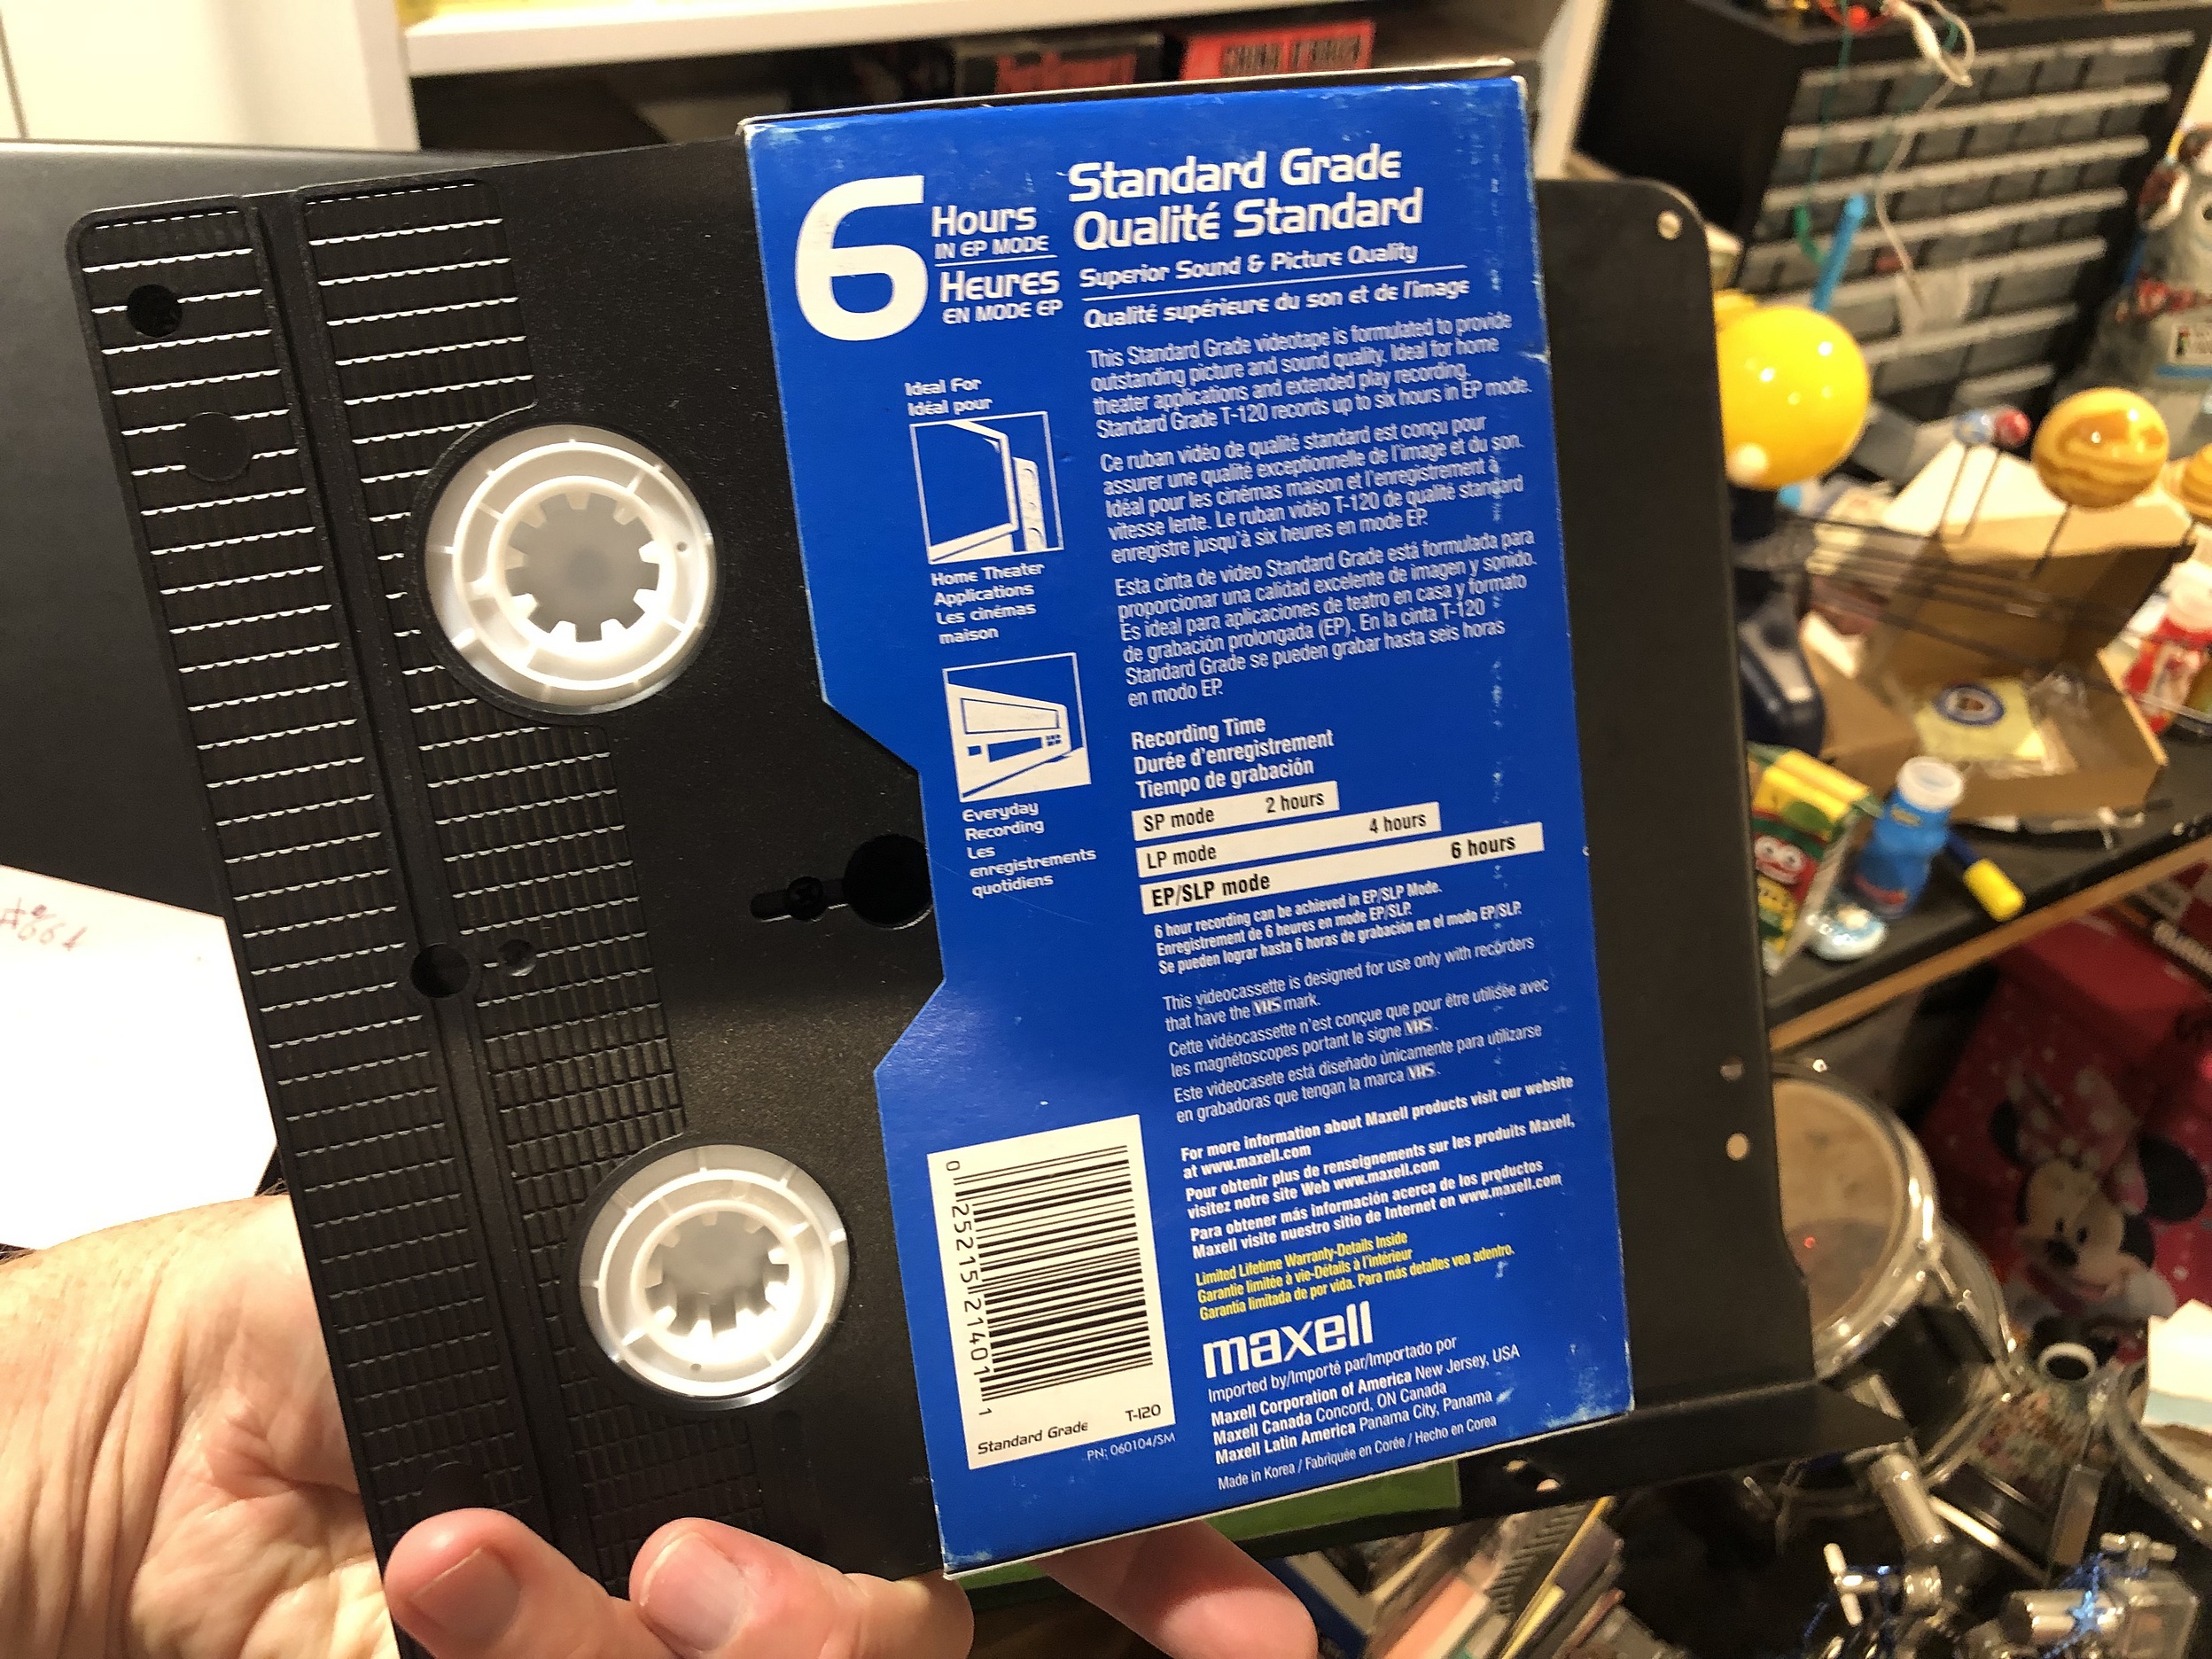 6
Hours
IN EP MODE
Heures
EN MODE EP
Standard Grade
Qualité Standard
Superior Sound & Picture Quality
Qualité supérieure du son et de l'image
This Standard Grade videotape is formulated to provide
outstanding picture and sound quality. Ideal for home
theater applications and extended play recording.
Standard Grade T-120 records up to six hours in EP mode.
Ce ruban vidéo de qualité standard est conçu pour
assurer une qualité exceptionnelle de l'image et du son.
Idéal pour les cinémas maison et l'enregistrement à
vitesse lente. Le ruban vidéo T-120 de qualité standard
enregistre jusqu'à six heures en mode EP.
Esta cinta de video Standard Grade está formulada para
proporcionar una calidad excelente de imagen y sonido.
Es ideal para aplicaciones de teatro en casa y formato
de grabación prolongada (EP). En la cinta T-120
Standard Grade se pueden grabar hasta seis horas
en modo EP.
Ideal For
Idéal pour
Home Theater
Applications
Les cinémas
maison
Everyday
Recording
Les
enregistrements
quotidiens
Recording Time
Durée d'enregistrement
Tiempo de grabación
SP mode 2 hours
LP mode 4 hours
EP/SLP mode 6 hours
6 hour recording can be achieved in EP/SLP Mode.
Enregistrement de 6 heures en mode EP/SLP.
Se pueden lograr hasta 6 horas de grabación en el modo EP/SLP.
This videocassette is designed for use only with recorders
that have the VHS mark.
Cette vidéocassette n'est conçue que pour être utilisée avec
les magnétoscopes portant le signe VHS.
Este videocasete está diseñado únicamente para utilizarse
en grabadoras que tengan la marca VHS.
For more information about Maxell products visit our website
at www.maxell.com
Pour obtenir plus de renseignements sur les produits Maxell,
visitez notre site Web www.maxell.com
Para obtener más información acerca de los productos
Maxell visite nuestro sitio de Internet en www.maxell.com
Limited Lifetime Warranty-Details Inside
Garantie limitée à vie-Détails à l'intérieur
Garantía limitada de por vida. Para más detalles vea adentro.
maxell
Imported by/Importé par/Importado por
Maxell Corporation of America New Jersey, USA
Maxell Canada Concord, ON Canada
Maxell Latin America Panama City, Panama
Made in Korea / Fabriquée en Corée / Hecho en Corea
0 25215 21401 1
Standard Grade T-120
PN; 060104/SM